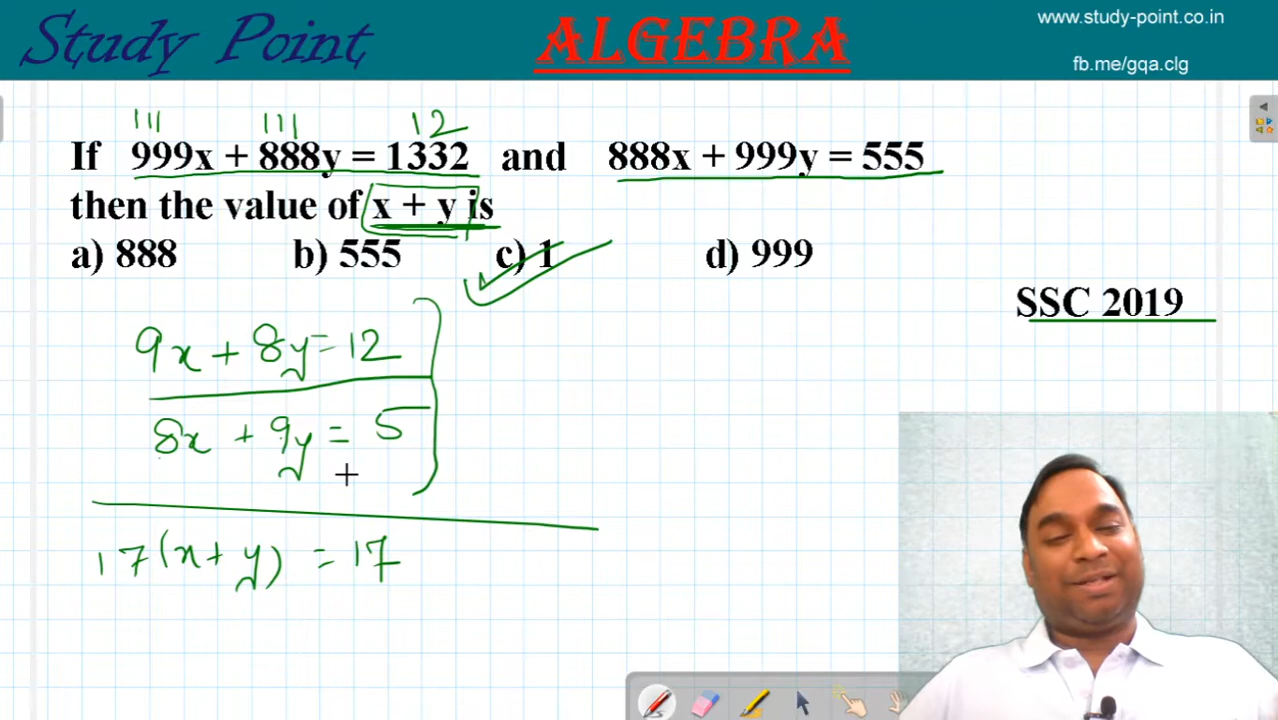 Study Point
ALGEBRA
www.study-point.co.in
fb.me/gqa.clg
111 111 12
If 999x + 888y = 1332 and 888x + 999y = 555
then the value of x + y is
a) 888 b) 555 c) 1 d) 999
SSC 2019
9x + 8y = 12
8x + 9y = 5
17(x + y) = 17